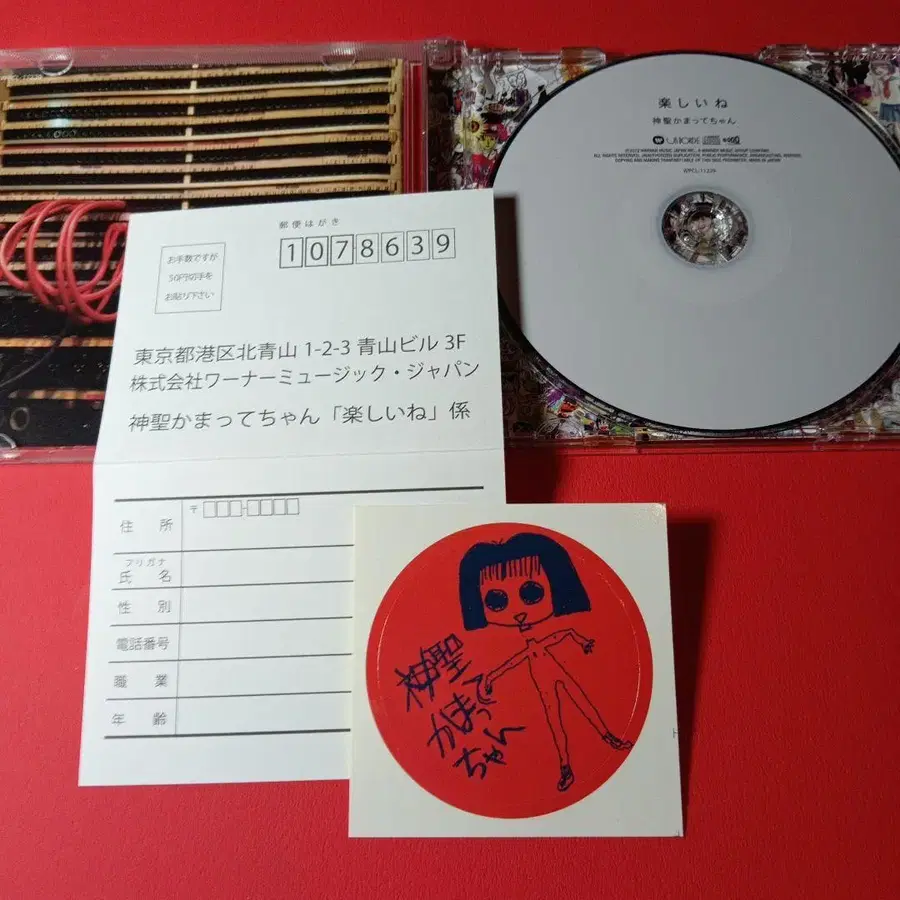 楽しいね
神聖かまってちゃん
WPCL-11229
郵便はがき
1078639
お手数ですが
50円切手を
お貼り下さい
東京都港区北青山 1-2-3 青山ビル 3F
株式会社ワーナーミュージック・ジャパン
神聖かまってちゃん「楽しいね」係
〒
住 所
フリガナ
氏 名
性 別
電話番号
職 業
年 齢
神聖
かまって
ちゃん